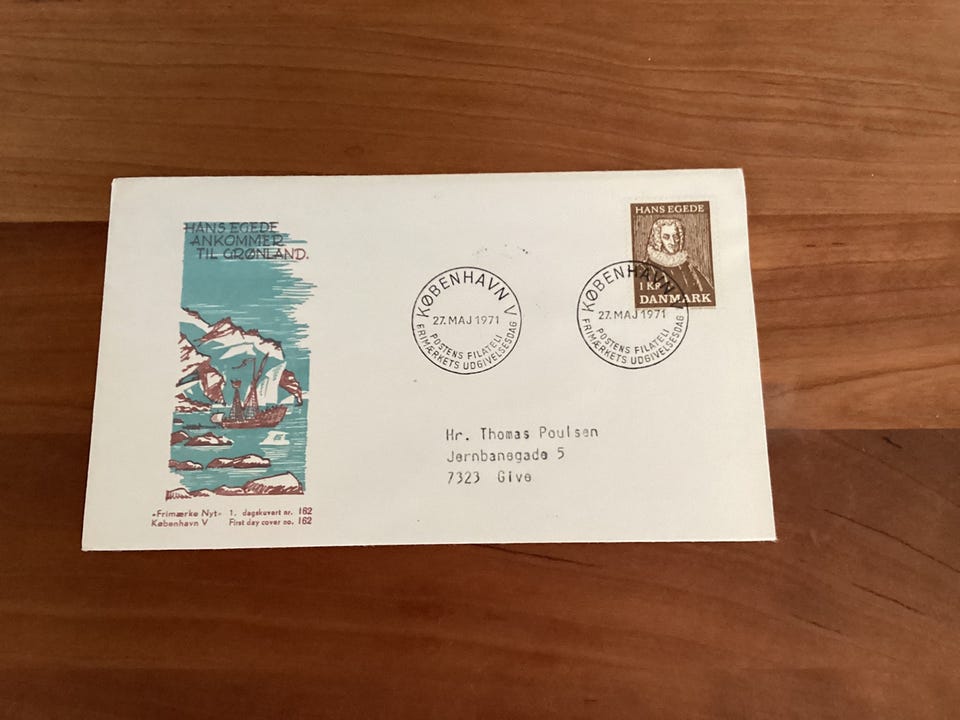 HANS EGEDE
ANKOMMER
TIL GRØNLAND.
HANS EGEDE
1 KR
DANMARK
KØBENHAVN V
27. MAJ 1971
POSTENS FILATELI
FRIMÆRKETS UDGIVELSESDAG
KØBENHAVN V
27. MAJ 1971
POSTENS FILATELI
FRIMÆRKETS UDGIVELSESDAG
Hr. Thomas Poulsen
Jernbanegade 5
7323 Give
»Frimærke Nyt« 1. dagskuvert nr. 162
København V First day cover no. 162